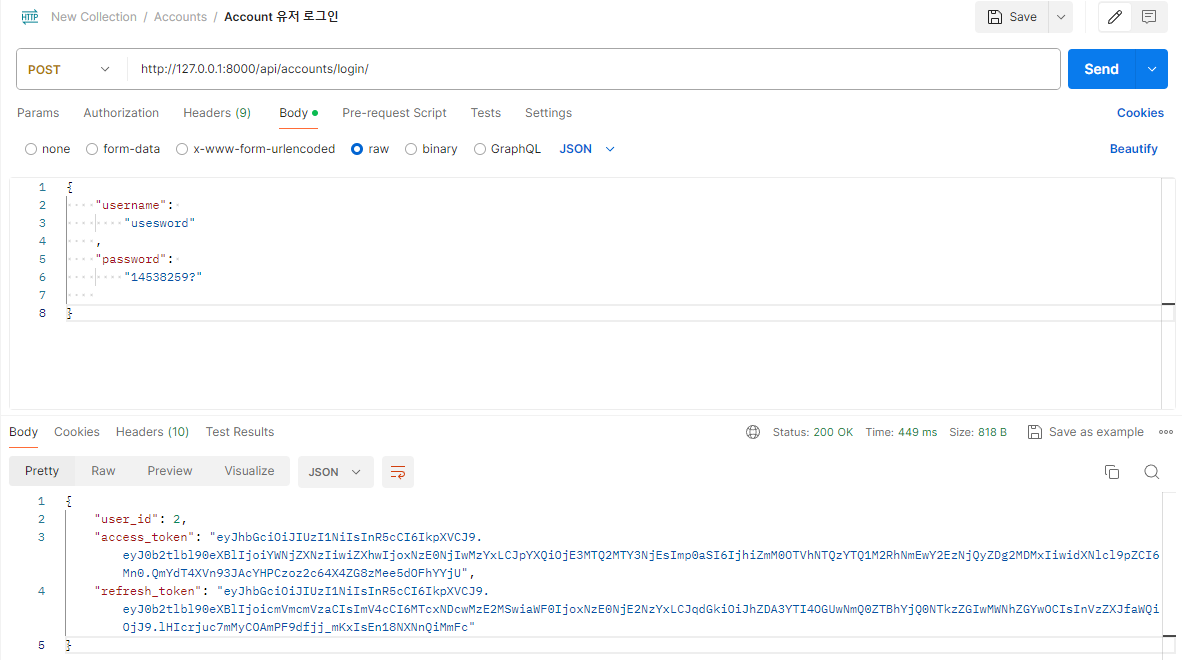 HTTP New Collection / Accounts / Account 유저 로그인 Save
POST http://127.0.0.1:8000/api/accounts/login/ Send
Params Authorization Headers (9) Body Pre-request Script Tests Settings Cookies
none form-data x-www-form-urlencoded raw binary GraphQL JSON Beautify
1 {
2 "username":
3 "usesword"
4 ,
5 "password":
6 "14538259?"
7
8 }
Body Cookies Headers (10) Test Results Status: 200 OK Time: 449 ms Size: 818 B Save as example
Pretty Raw Preview Visualize JSON
1 {
2 "user_id": 2,
3 "access_token": "eyJhbGciOiJIUzI1NiIsInR5cCI6IkpXVCJ9.
eyJ0b2tlbl90eXBlIjoiYWNjZXNzIiwiZXhwIjoxNzE0NjIwMzYxLCJpYXQiOjE3MTQ2MTY3NjEsImp0aSI6IjhiZmM0OTVhNTQzYTQ1M2RhNmEwY2EzNjQyZDg2MDMxIiwidXNlcl9pZCI6
Mn0.QmYdT4XVn93JAcYHPCzoz2c64X4ZG8zMee5dOFhYYjU",
4 "refresh_token": "eyJhbGciOiJIUzI1NiIsInR5cCI6IkpXVCJ9.
eyJ0b2tlbl90eXBlIjoicmVmcmVzaCIsImV4cCI6MTcxNDcwMzE2MSwiaWF0IjoxNzE0NjE2NzYxLCJqdGkiOiJhZDA3YTI4OGUwNmQ0ZTBhYjQ0NTkzZGIwMWNhZGYwOCIsInVzZXJfaWQi
OjJ9.lHIcrjuc7mMyCOAmPF9dfjj_mKxIsEn18NXNnQiMmFc"
5 }